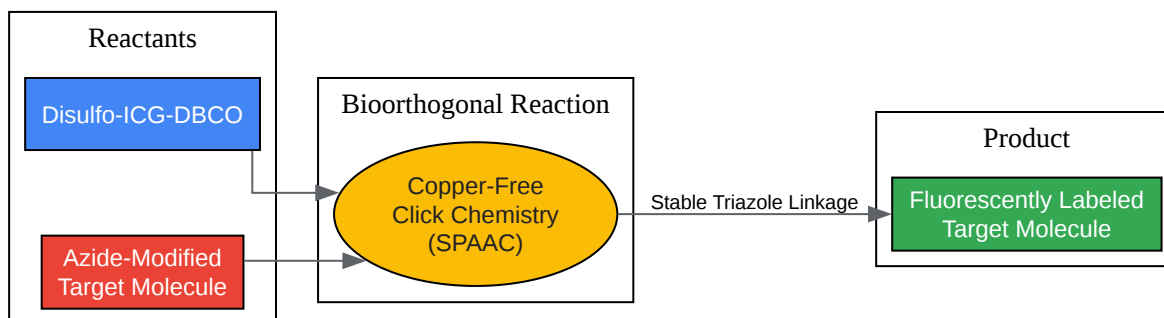 Reactants
Disulfo-ICG-DBCO
Azide-Modified
Target Molecule
Bioorthogonal Reaction
Copper-Free
Click Chemistry
(SPAAC)
Stable Triazole Linkage
Product
Fluorescently Labeled
Target Molecule